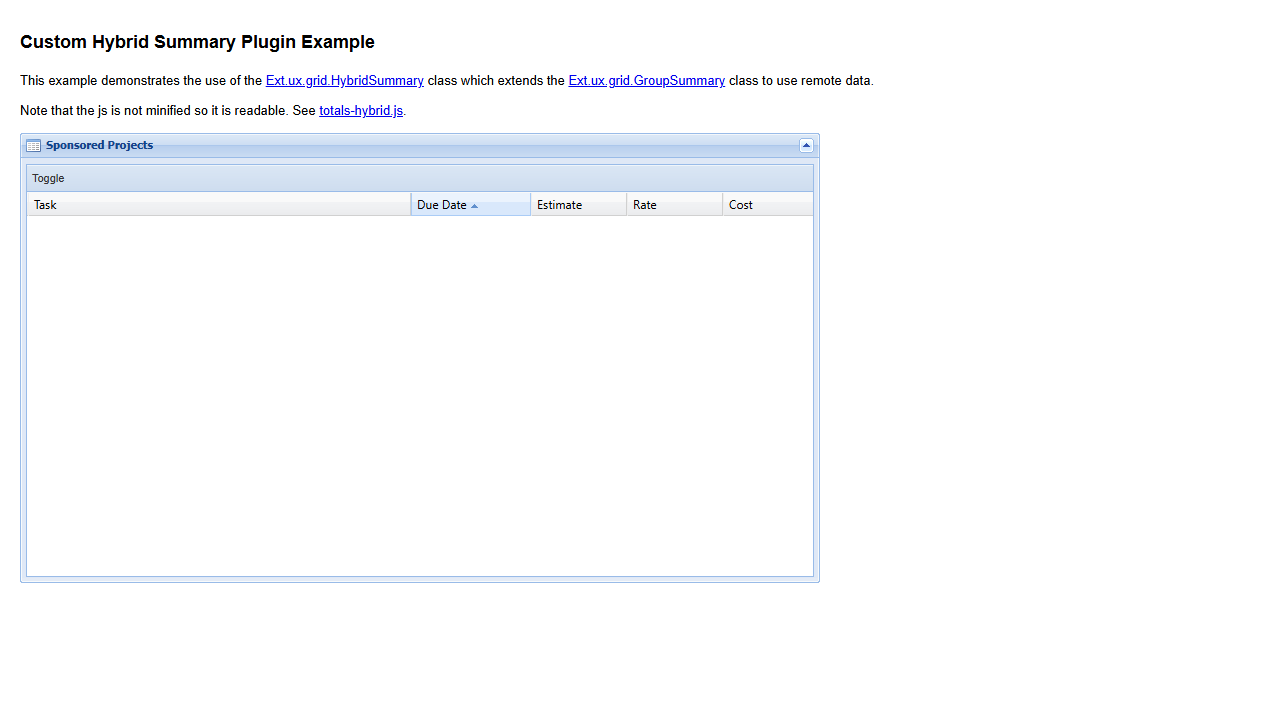 Custom Hybrid Summary Plugin Example
This example demonstrates the use of the Ext.ux.grid.HybridSummary class which extends the Ext.ux.grid.GroupSummary class to use remote data.
Note that the js is not minified so it is readable. See totals-hybrid.js.
Sponsored Projects
Toggle
Task Due Date Estimate Rate Cost